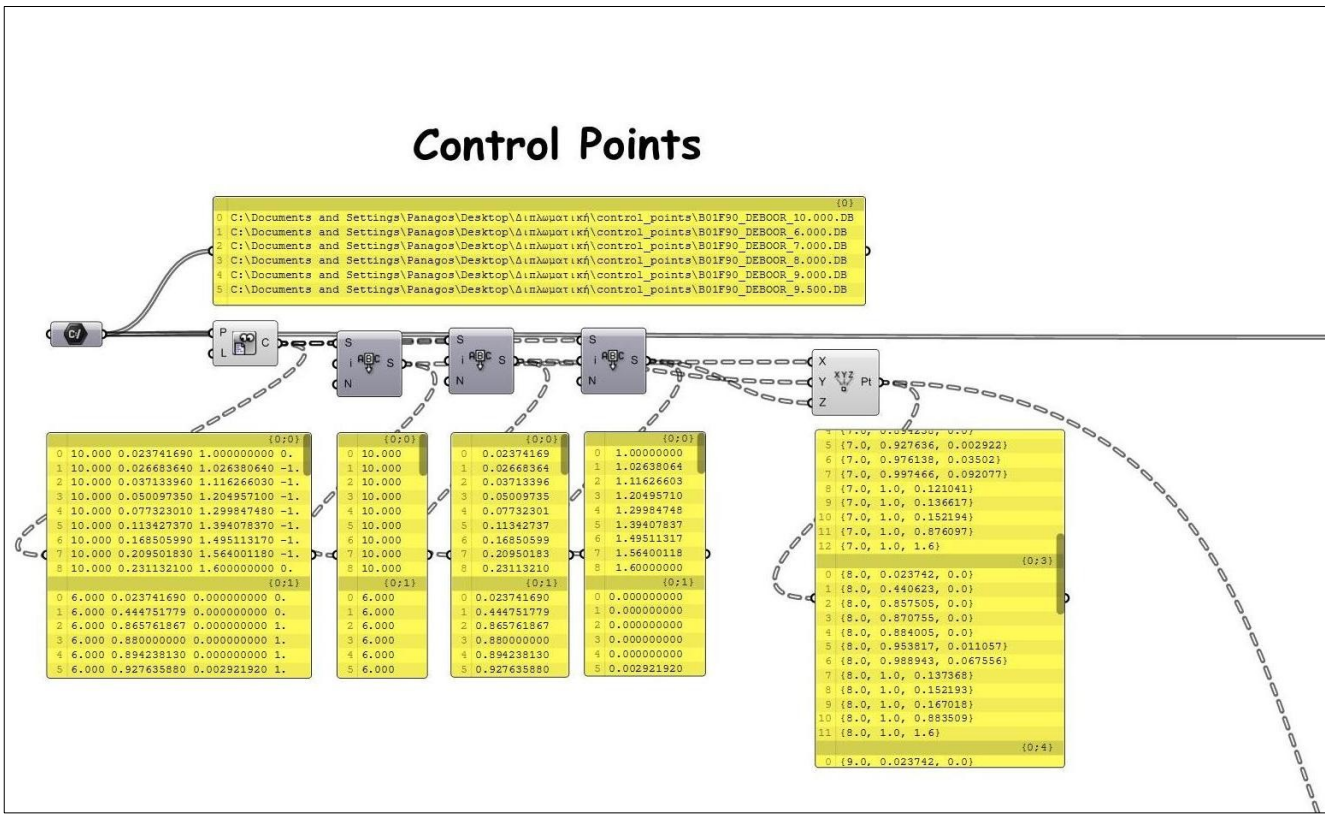 Control Points
{0}
0 C:\Documents and Settings\Panagos\Desktop\Διπλωματική\control_points\B01F90_DEBOOR_10.000.DB
1 C:\Documents and Settings\Panagos\Desktop\Διπλωματική\control_points\B01F90_DEBOOR_6.000.DB
2 C:\Documents and Settings\Panagos\Desktop\Διπλωματική\control_points\B01F90_DEBOOR_7.000.DB
3 C:\Documents and Settings\Panagos\Desktop\Διπλωματική\control_points\B01F90_DEBOOR_8.000.DB
4 C:\Documents and Settings\Panagos\Desktop\Διπλωματική\control_points\B01F90_DEBOOR_9.000.DB
5 C:\Documents and Settings\Panagos\Desktop\Διπλωματική\control_points\B01F90_DEBOOR_9.500.DB
C:/
P
L
C
S
i
N
ABC
S
S
i
N
ABC
S
S
i
N
ABC
S
X
Y
Z
XYZ
Pt
{0;0}
0 10.000 0.023741690 1.000000000 0.
1 10.000 0.026683640 1.026380640 -1.
2 10.000 0.037133960 1.116266030 -1.
3 10.000 0.050097350 1.204957100 -1.
4 10.000 0.077323010 1.299847480 -1.
5 10.000 0.113427370 1.394078370 -1.
6 10.000 0.168505990 1.495113170 -1.
7 10.000 0.209501830 1.564001180 -1.
8 10.000 0.231132100 1.600000000 0.
{0;1}
0 6.000 0.023741690 0.000000000 0.
1 6.000 0.444751779 0.000000000 0.
2 6.000 0.865761867 0.000000000 1.
3 6.000 0.880000000 0.000000000 1.
4 6.000 0.894238130 0.000000000 1.
5 6.000 0.927635880 0.002921920 1.
{0;0}
0 10.000
1 10.000
2 10.000
3 10.000
4 10.000
5 10.000
6 10.000
7 10.000
8 10.000
{0;1}
0 6.000
1 6.000
2 6.000
3 6.000
4 6.000
5 6.000
{0;0}
0 0.02374169
1 0.02668364
2 0.03713396
3 0.05009735
4 0.07732301
5 0.11342737
6 0.16850599
7 0.20950183
8 0.23113210
{0;1}
0 0.023741690
1 0.444751779
2 0.865761867
3 0.880000000
4 0.894238130
5 0.927635880
{0;0}
0 1.00000000
1 1.02638064
2 1.11626603
3 1.20495710
4 1.29984748
5 1.39407837
6 1.49511317
7 1.56400118
8 1.60000000
{0;1}
0 0.000000000
1 0.000000000
2 0.000000000
3 0.000000000
4 0.000000000
5 0.002921920
4 {7.0, 0.894238, 0.0}
5 {7.0, 0.927636, 0.002922}
6 {7.0, 0.976138, 0.03502}
7 {7.0, 0.997466, 0.092077}
8 {7.0, 1.0, 0.121041}
9 {7.0, 1.0, 0.136617}
10 {7.0, 1.0, 0.152194}
11 {7.0, 1.0, 0.876097}
12 {7.0, 1.0, 1.6}
{0;3}
0 {8.0, 0.023742, 0.0}
1 {8.0, 0.440623, 0.0}
2 {8.0, 0.857505, 0.0}
3 {8.0, 0.870755, 0.0}
4 {8.0, 0.884005, 0.0}
5 {8.0, 0.953817, 0.011057}
6 {8.0, 0.988943, 0.067556}
7 {8.0, 1.0, 0.137368}
8 {8.0, 1.0, 0.152193}
9 {8.0, 1.0, 0.167018}
10 {8.0, 1.0, 0.883509}
11 {8.0, 1.0, 1.6}
{0;4}
0 {9.0, 0.023742, 0.0}